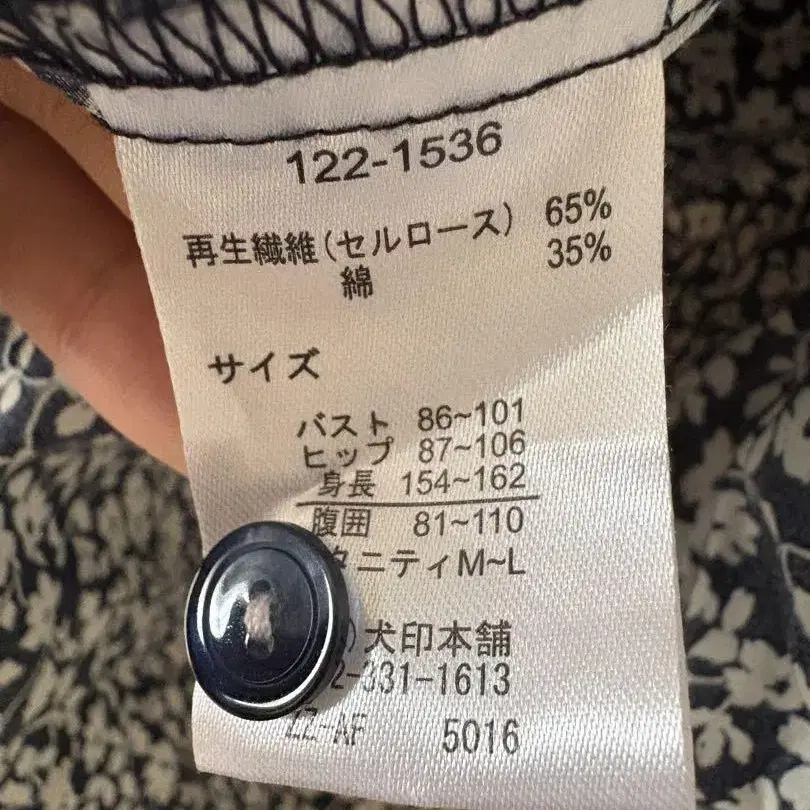 122-1536
再生繊維(セルロース) 65%
綿 35%
サイズ
バスト 86~101
ヒップ 87~106
身長 154~162
腹囲 81~110
タニティM~L
)犬印本舗
2-331-1613
ZZ-AF 5016